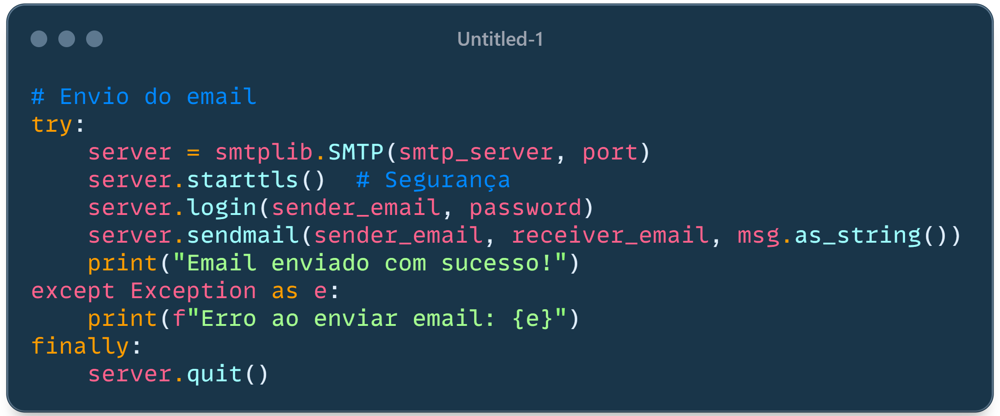 Untitled-1
# Envio do email
try:
    server = smtplib.SMTP(smtp_server, port)
    server.starttls()  # Segurança
    server.login(sender_email, password)
    server.sendmail(sender_email, receiver_email, msg.as_string())
    print("Email enviado com sucesso!")
except Exception as e:
    print(f"Erro ao enviar email: {e}")
finally:
    server.quit()